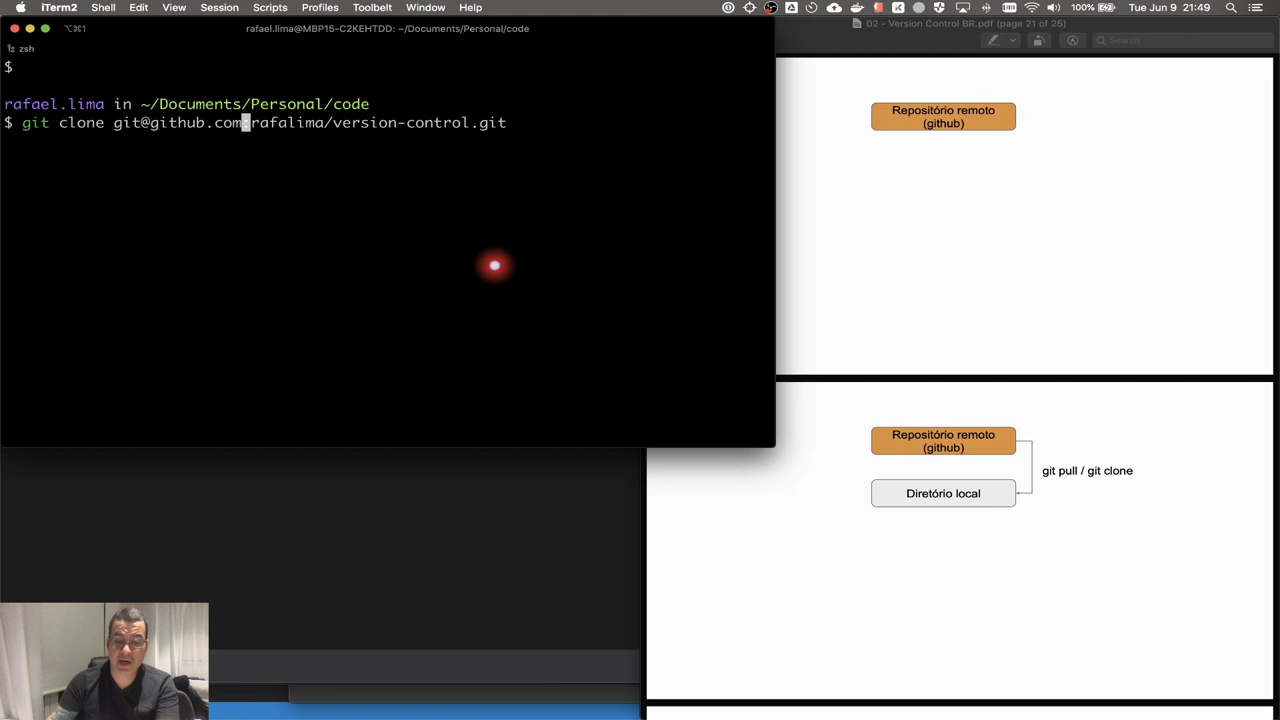 iTerm2 Shell Edit View Session Scripts Profiles Toolbelt Window Help
100% Tue Jun 9 21:49
⌥⌘1 rafael.lima@MBP15-C2KEHTDD: ~/Documents/Personal/code
zsh
$
rafael.lima in ~/Documents/Personal/code
$ git clone git@github.com:rafalima/version-control.git
02 - Version Control BR.pdf (page 21 of 25)
Search
Repositório remoto
(github)
Repositório remoto
(github)
git pull / git clone
Diretório local